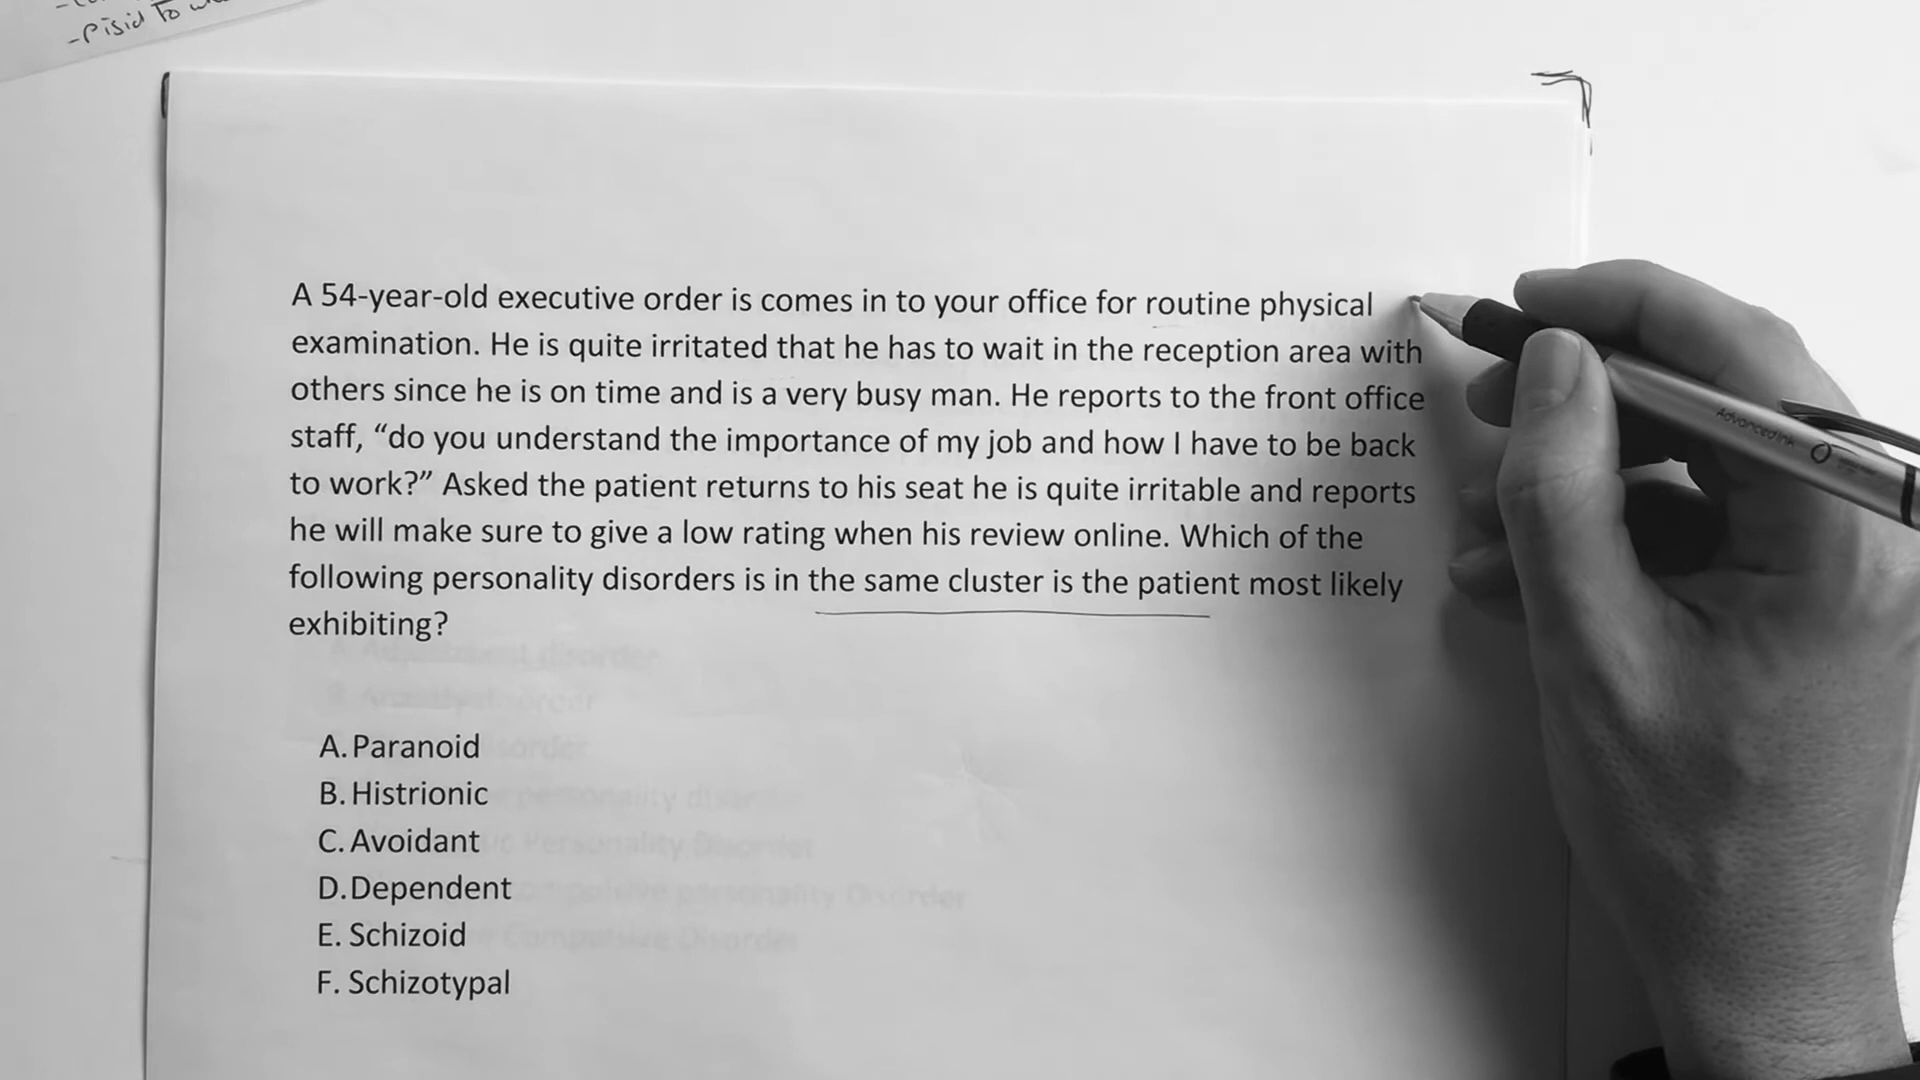 -Pisid To
A 54-year-old executive order is comes in to your office for routine physical
examination. He is quite irritated that he has to wait in the reception area with
others since he is on time and is a very busy man. He reports to the front office
staff, “do you understand the importance of my job and how I have to be back
to work?” Asked the patient returns to his seat he is quite irritable and reports
he will make sure to give a low rating when his review online. Which of the
following personality disorders is in the same cluster is the patient most likely
exhibiting?
A. Paranoid
B. Histrionic
C. Avoidant
D. Dependent
E. Schizoid
F. Schizotypal
Advanced Ink